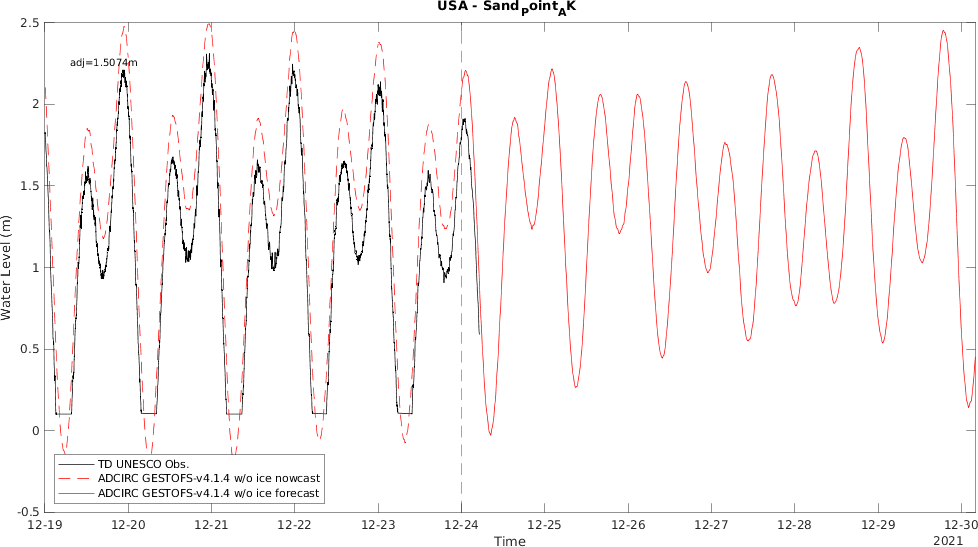 USA - SandPointAK
2.5
adj=1.5074m
2
1.5
1
0.5
0
-0.5
Water Level (m)
TD UNESCO Obs.
ADCIRC GESTOFS-v4.1.4 w/o ice nowcast
ADCIRC GESTOFS-v4.1.4 w/o ice forecast
12-19 12-20 12-21 12-22 12-23 12-24 12-25 12-26 12-27 12-28 12-29 12-30
Time
2021